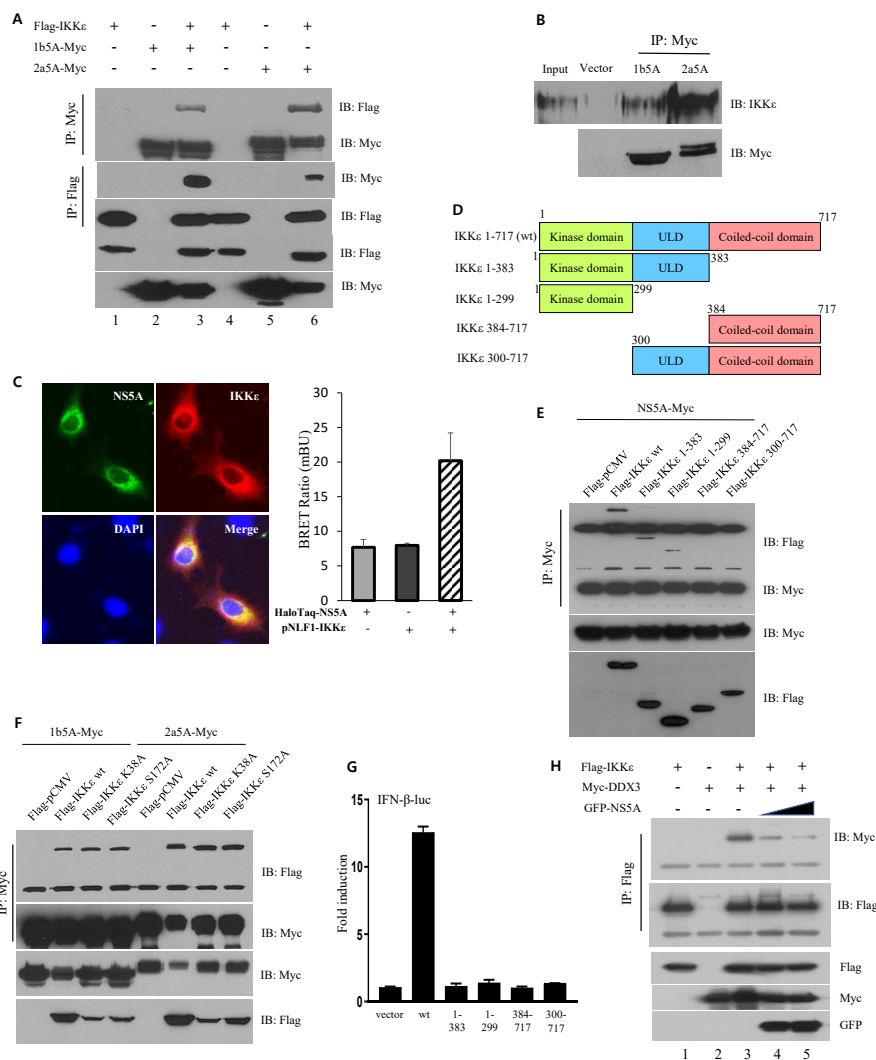 A
Flag-IKKε + - + + - +
1b5A-Myc - + + - - -
2a5A-Myc - - - - + +
IP: Myc
IB: Flag
IB: Myc
IP: Flag
IB: Myc
IB: Flag
IB: Flag
IB: Myc
1 2 3 4 5 6
B
IP: Myc
Input Vector 1b5A 2a5A
IB: IKKε
IB: Myc
C
NS5A IKKε
DAPI Merge
BRET Ratio (mBU)
30
25
20
15
10
5
0
HaloTaq-NS5A + - +
pNLF1-IKKε - + +
D
1 717
IKKε 1-717 (wt) Kinase domain ULD Coiled-coil domain
1 383
IKKε 1-383 Kinase domain ULD
1 299
IKKε 1-299 Kinase domain
384 717
IKKε 384-717 Coiled-coil domain
300
IKKε 300-717 ULD Coiled-coil domain
E
NS5A-Myc
Flag-pCMV
Flag-IKKε wt
Flag-IKKε 1-383
Flag-IKKε 1-299
Flag-IKKε 384-717
Flag-IKKε 300-717
IP: Myc
IB: Flag
IB: Myc
IB: Myc
IB: Flag
F
1b5A-Myc 2a5A-Myc
Flag-pCMV
Flag-IKKε wt
Flag-IKKε K38A
Flag-IKKε S172A
Flag-pCMV
Flag-IKKε wt
Flag-IKKε K38A
Flag-IKKε S172A
IP: Myc
IB: Flag
IB: Myc
IB: Myc
IB: Flag
G
IFN-β-luc
Fold induction
15
10
5
0
vector wt 1-383 1-299 384-717 300-717
H
Flag-IKKε + - + + +
Myc-DDX3 - + + + +
GFP-NS5A - - -
IP: Flag
IB: Myc
IB: Flag
Flag
Myc
GFP
1 2 3 4 5